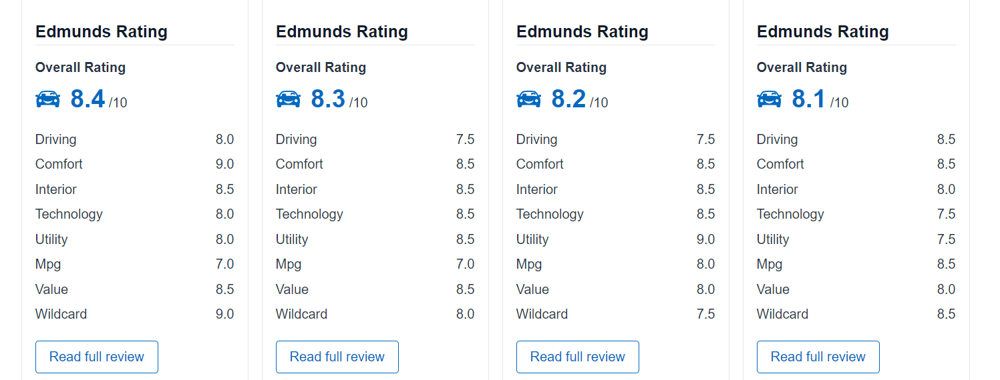 Edmunds Rating
Overall Rating
8.4 /10
Driving 8.0
Comfort 9.0
Interior 8.5
Technology 8.0
Utility 8.0
Mpg 7.0
Value 8.5
Wildcard 9.0
Read full review
Edmunds Rating
Overall Rating
8.3 /10
Driving 7.5
Comfort 8.5
Interior 8.5
Technology 8.5
Utility 8.5
Mpg 7.0
Value 8.5
Wildcard 8.0
Read full review
Edmunds Rating
Overall Rating
8.2 /10
Driving 7.5
Comfort 8.5
Interior 8.5
Technology 8.5
Utility 9.0
Mpg 8.0
Value 8.0
Wildcard 7.5
Read full review
Edmunds Rating
Overall Rating
8.1 /10
Driving 8.5
Comfort 8.5
Interior 8.0
Technology 7.5
Utility 7.5
Mpg 8.5
Value 8.0
Wildcard 8.5
Read full review